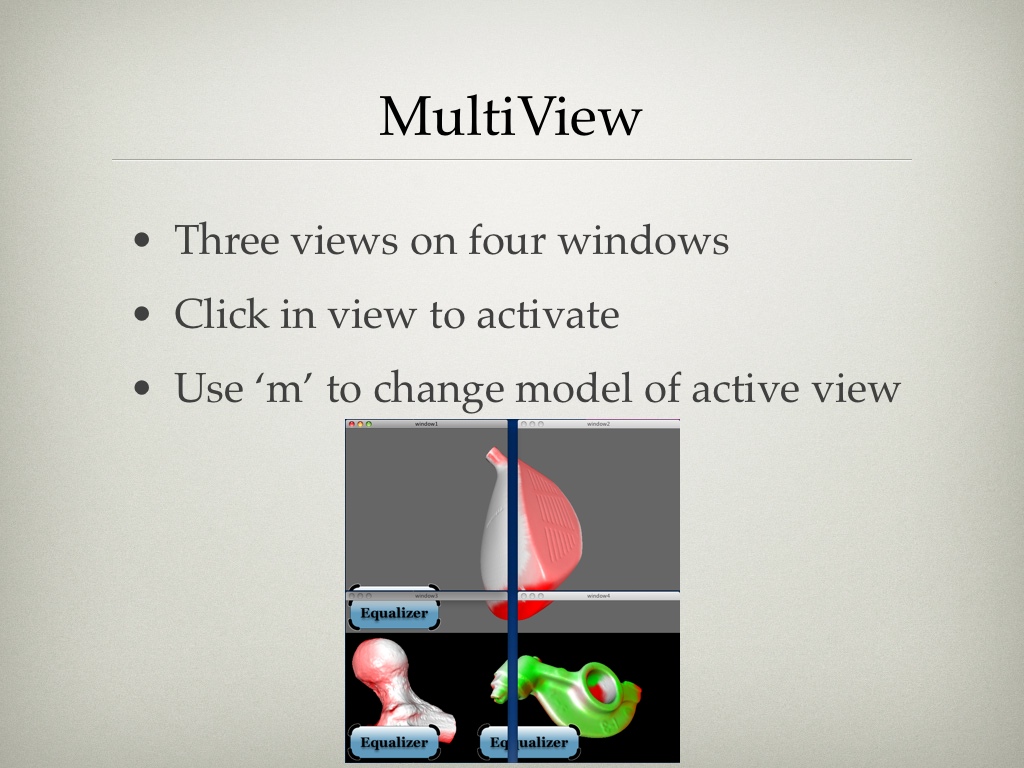 MultiView
• Three views on four windows
• Click in view to activate
• Use ‘m’ to change model of active view
window1
window2
window3
window4
Equalizer
Equalizer
Equalizer